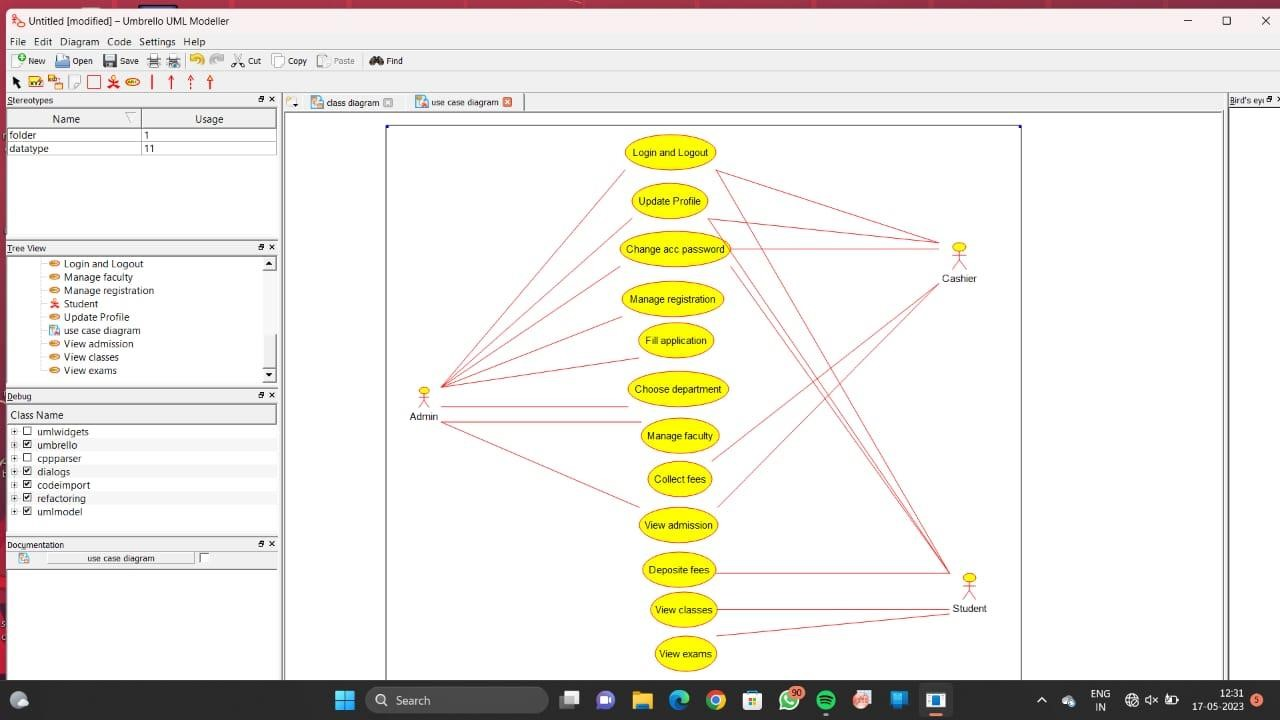 Untitled [modified] – Umbrello UML Modeller
File Edit Diagram Code Settings Help
New Open Save Cut Copy Paste Find
Stereotypes
Name Usage
folder 1
datatype 11
Tree View
Login and Logout
Manage faculty
Manage registration
Student
Update Profile
use case diagram
View admission
View classes
View exams
Debug
Class Name
umlwidgets
umbrello
cppparser
dialogs
codeimport
refactoring
umlmodel
Documentation
use case diagram
class diagram
use case diagram
Bird's eye
Login and Logout
Update Profile
Change acc password
Manage registration
Fill application
Choose department
Manage faculty
Collect fees
View admission
Deposite fees
View classes
View exams
Admin
Cashier
Student
Search
90
ENG
IN
12:31
17-05-2023
5